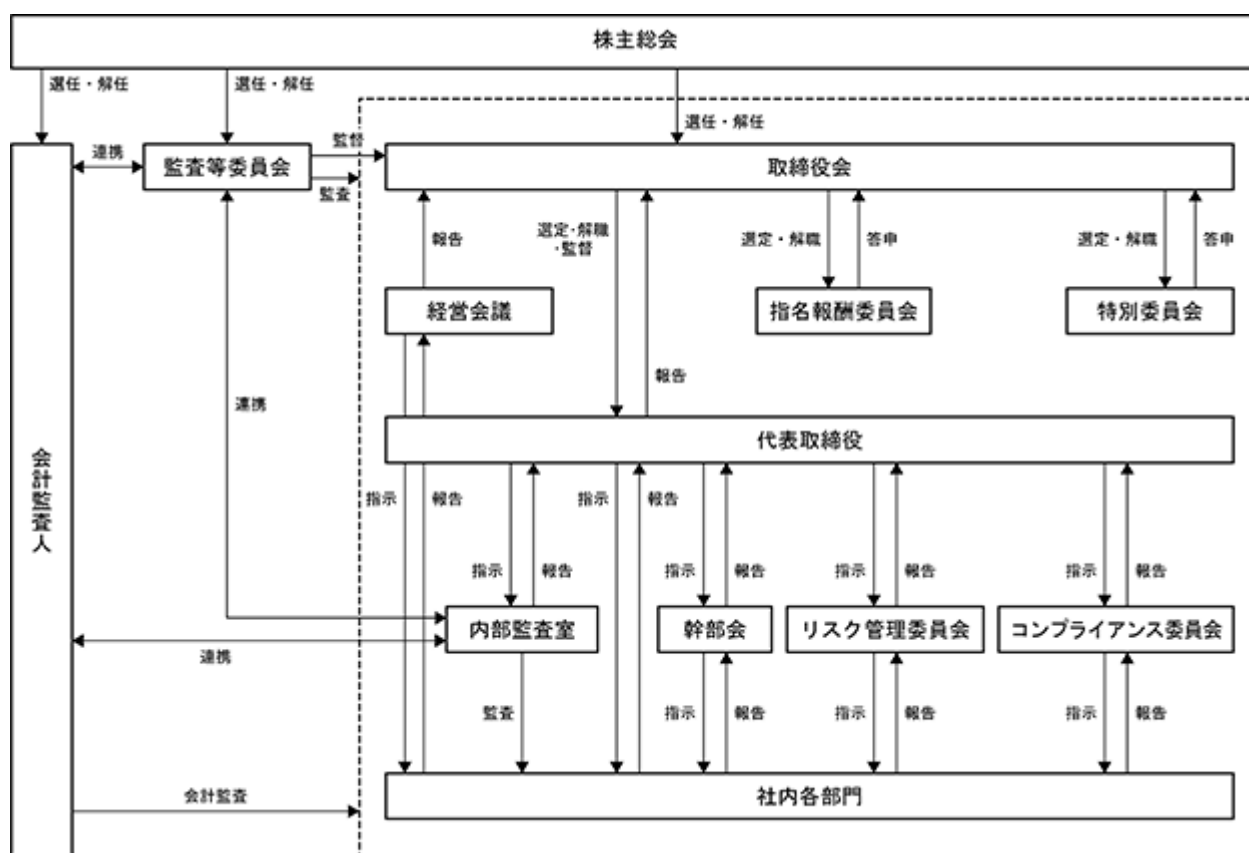 株主総会
選任・解任
選任・解任
選任・解任
連携
監査等委員会
監督
監査
取締役会
報告
選定・解職
・監督
選定・解職
答申
選定・解職
答申
経営会議
指名報酬委員会
特別委員会
報告
連携
代表取締役
会計監査人
指示
報告
指示
報告
指示
報告
指示
報告
指示
報告
指示
報告
内部監査室
幹部会
リスク管理委員会
コンプライアンス委員会
連携
監査
指示
報告
指示
報告
指示
報告
会計監査
社内各部門